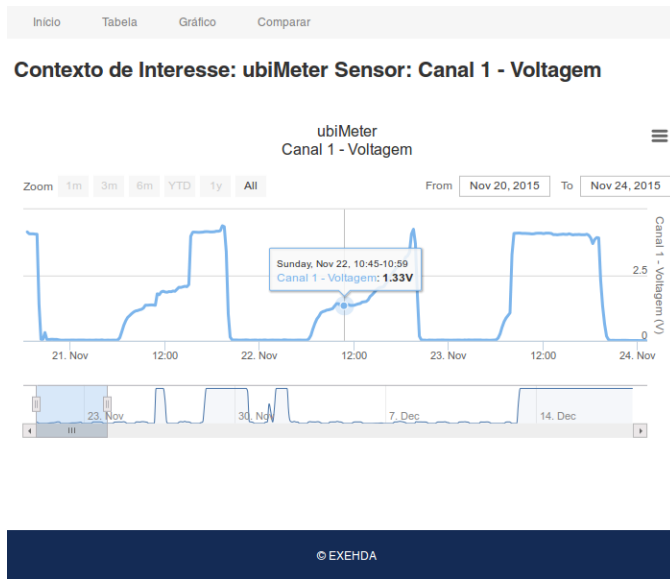 Início Tabela Gráfico Comparar
Contexto de Interesse: ubiMeter Sensor: Canal 1 - Voltagem
ubiMeter
Canal 1 - Voltagem
Zoom 1m 3m 6m YTD 1y All From Nov 20, 2015 To Nov 24, 2015
Sunday, Nov 22, 10:45-10:59
Canal 1 - Voltagem: 1.33V
2.5
0
Canal 1 - Voltagem (V)
21. Nov 12:00 22. Nov 12:00 23. Nov 12:00 24. Nov
23. Nov 30. Nov 7. Dec 14. Dec
© EXEHDA